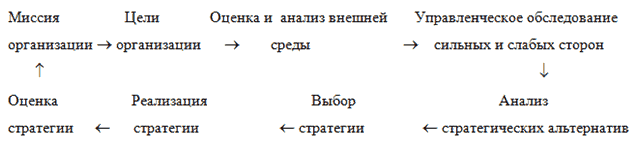 Миссия Цели Оценка и анализ внешней Управленческое обследование
организации → организации → среды → сильных и слабых сторон
↑ ↓
Оценка Реализация Выбор Анализ
стратегии ← стратегии ← стратегии ← стратегических альтернатив